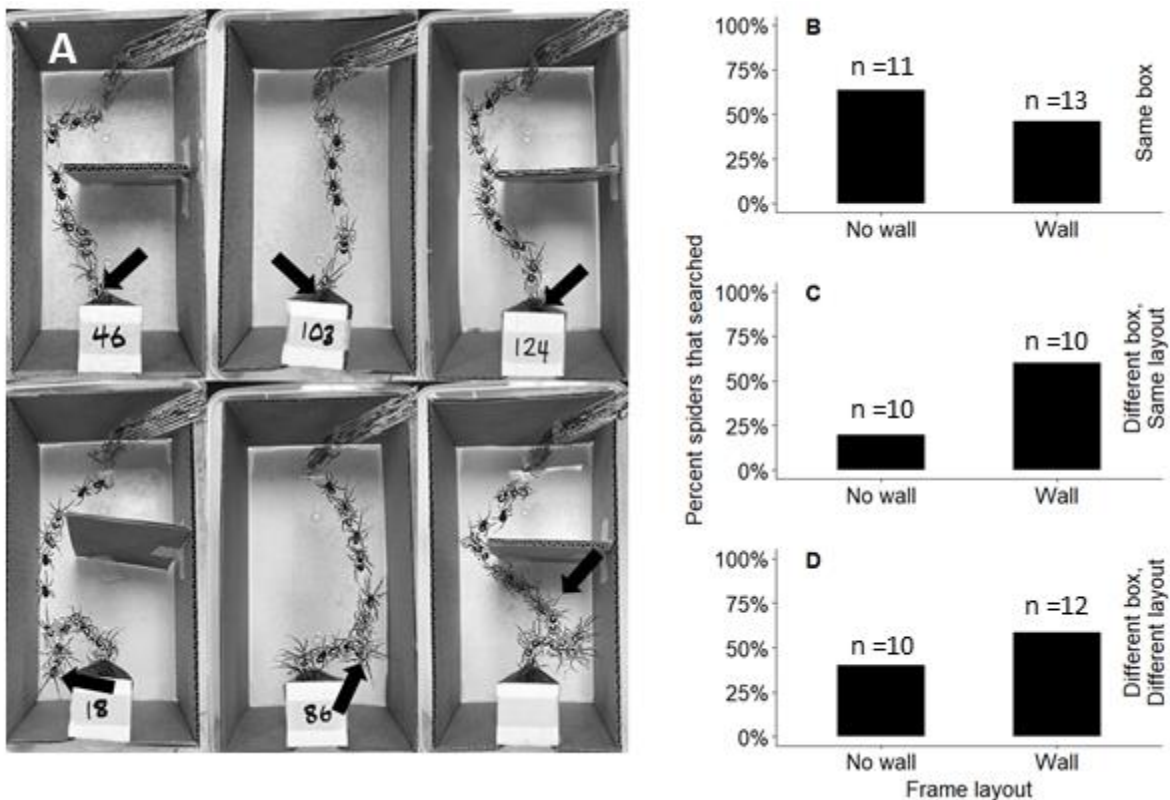 A
46
103
124
18
86
Percent spiders that searched
B
100%
75%
50%
25%
0%
n =11
n =13
No wall
Wall
Same box
C
100%
75%
50%
25%
0%
n =10
n =10
No wall
Wall
Different box,
Same layout
D
100%
75%
50%
25%
0%
n =10
n =12
No wall
Wall
Different box,
Different layout
Frame layout